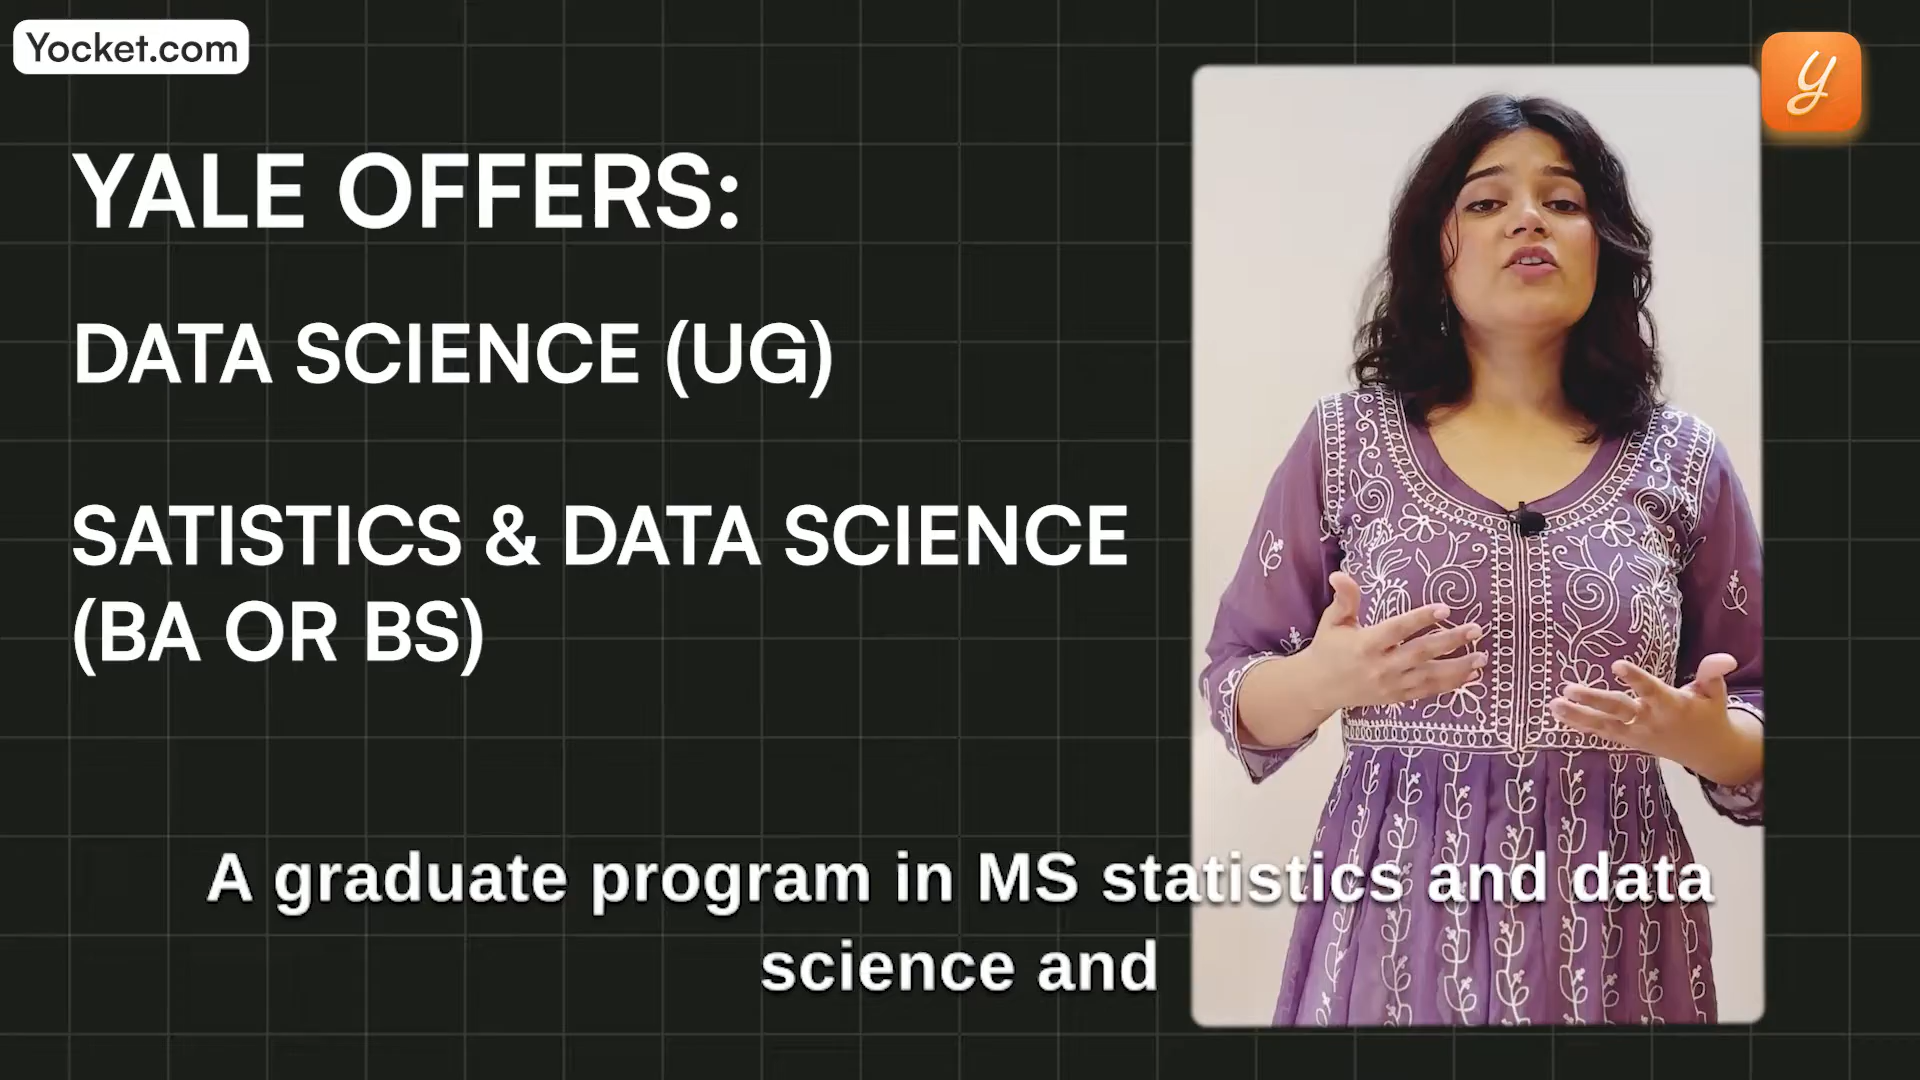 Yocket.com
y
YALE OFFERS:
DATA SCIENCE (UG)
SATISTICS & DATA SCIENCE
(BA OR BS)
A graduate program in MS statistics and data
science and